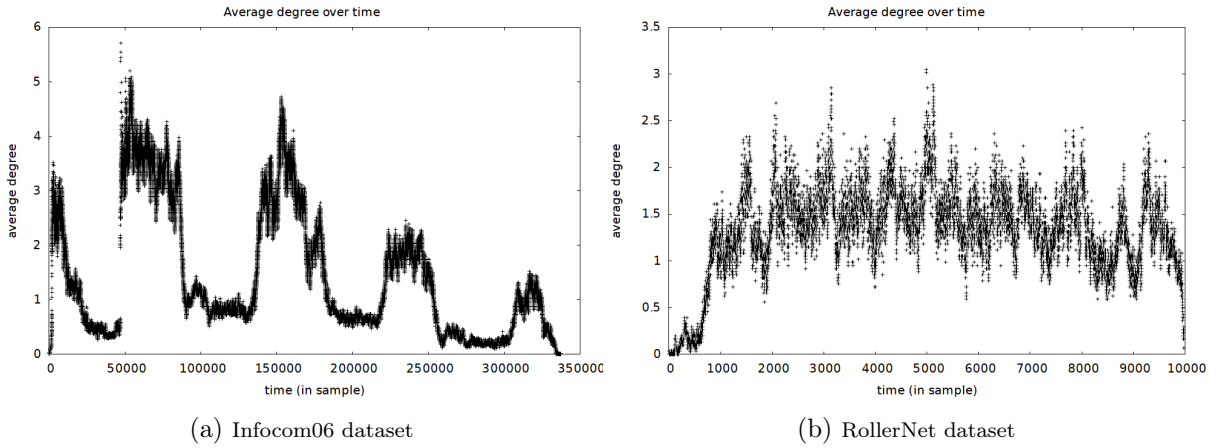 Average degree over time
6
5
4
3
2
1
0
average degree
0 50000 100000 150000 200000 250000 300000 350000
time (in sample)
(a) Infocom06 dataset
Average degree over time
3.5
3
2.5
2
1.5
1
0.5
0
average degree
0 1000 2000 3000 4000 5000 6000 7000 8000 9000 10000
time (in sample)
(b) RollerNet dataset